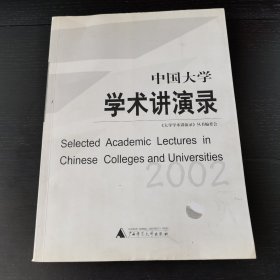 中国大学
学术讲演录
《大学学术讲演录》丛书编委会
Selected Academic Lectures in
Chinese Colleges and Universities
2002
广西师范大学出版社